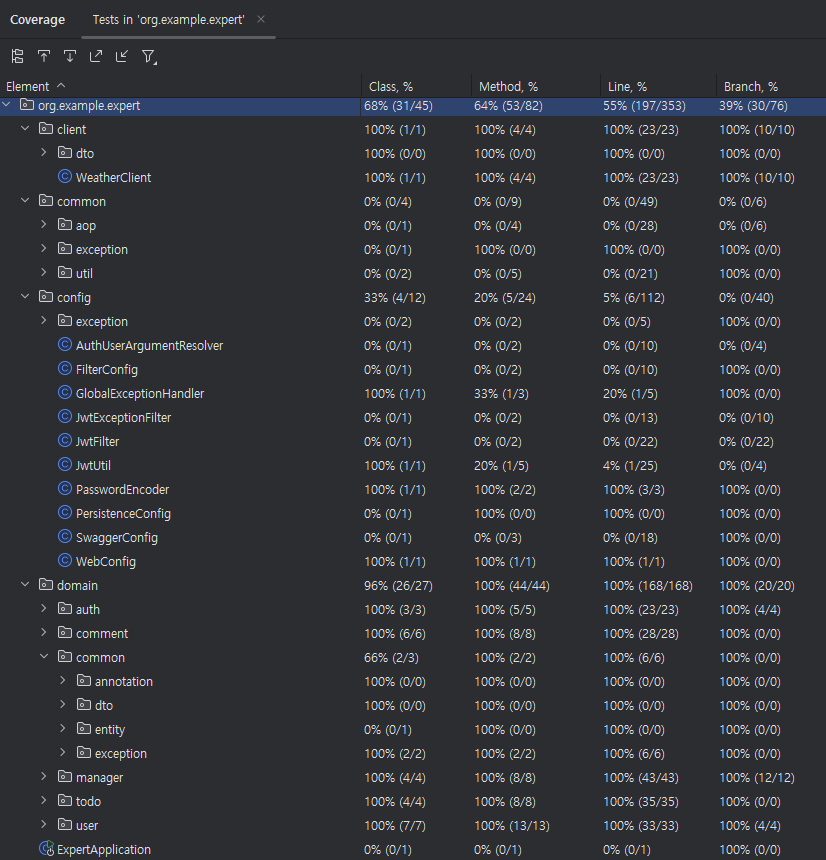 Coverage Tests in 'org.example.expert'
Element Class, % Method, % Line, % Branch, %
org.example.expert 68% (31/45) 64% (53/82) 55% (197/353) 39% (30/76)
client 100% (1/1) 100% (4/4) 100% (23/23) 100% (10/10)
dto 100% (0/0) 100% (0/0) 100% (0/0) 100% (0/0)
WeatherClient 100% (1/1) 100% (4/4) 100% (23/23) 100% (10/10)
common 0% (0/4) 0% (0/9) 0% (0/49) 0% (0/6)
aop 0% (0/1) 0% (0/4) 0% (0/28) 0% (0/6)
exception 0% (0/1) 100% (0/0) 100% (0/0) 100% (0/0)
util 0% (0/2) 0% (0/5) 0% (0/21) 100% (0/0)
config 33% (4/12) 20% (5/24) 5% (6/112) 0% (0/40)
exception 0% (0/2) 0% (0/2) 0% (0/5) 100% (0/0)
AuthUserArgumentResolver 0% (0/1) 0% (0/2) 0% (0/10) 0% (0/4)
FilterConfig 0% (0/1) 0% (0/2) 0% (0/10) 100% (0/0)
GlobalExceptionHandler 100% (1/1) 33% (1/3) 20% (1/5) 100% (0/0)
JwtExceptionFilter 0% (0/1) 0% (0/2) 0% (0/13) 0% (0/10)
JwtFilter 0% (0/1) 0% (0/2) 0% (0/22) 0% (0/22)
JwtUtil 100% (1/1) 20% (1/5) 4% (1/25) 0% (0/4)
PasswordEncoder 100% (1/1) 100% (2/2) 100% (3/3) 100% (0/0)
PersistenceConfig 0% (0/1) 100% (0/0) 100% (0/0) 100% (0/0)
SwaggerConfig 0% (0/1) 0% (0/3) 0% (0/18) 100% (0/0)
WebConfig 100% (1/1) 100% (1/1) 100% (1/1) 100% (0/0)
domain 96% (26/27) 100% (44/44) 100% (168/168) 100% (20/20)
auth 100% (3/3) 100% (5/5) 100% (23/23) 100% (4/4)
comment 100% (6/6) 100% (8/8) 100% (28/28) 100% (0/0)
common 66% (2/3) 100% (2/2) 100% (6/6) 100% (0/0)
annotation 100% (0/0) 100% (0/0) 100% (0/0) 100% (0/0)
dto 100% (0/0) 100% (0/0) 100% (0/0) 100% (0/0)
entity 0% (0/1) 100% (0/0) 100% (0/0) 100% (0/0)
exception 100% (2/2) 100% (2/2) 100% (6/6) 100% (0/0)
manager 100% (4/4) 100% (8/8) 100% (43/43) 100% (12/12)
todo 100% (4/4) 100% (8/8) 100% (35/35) 100% (0/0)
user 100% (7/7) 100% (13/13) 100% (33/33) 100% (4/4)
ExpertApplication 0% (0/1) 0% (0/1) 0% (0/1) 100% (0/0)